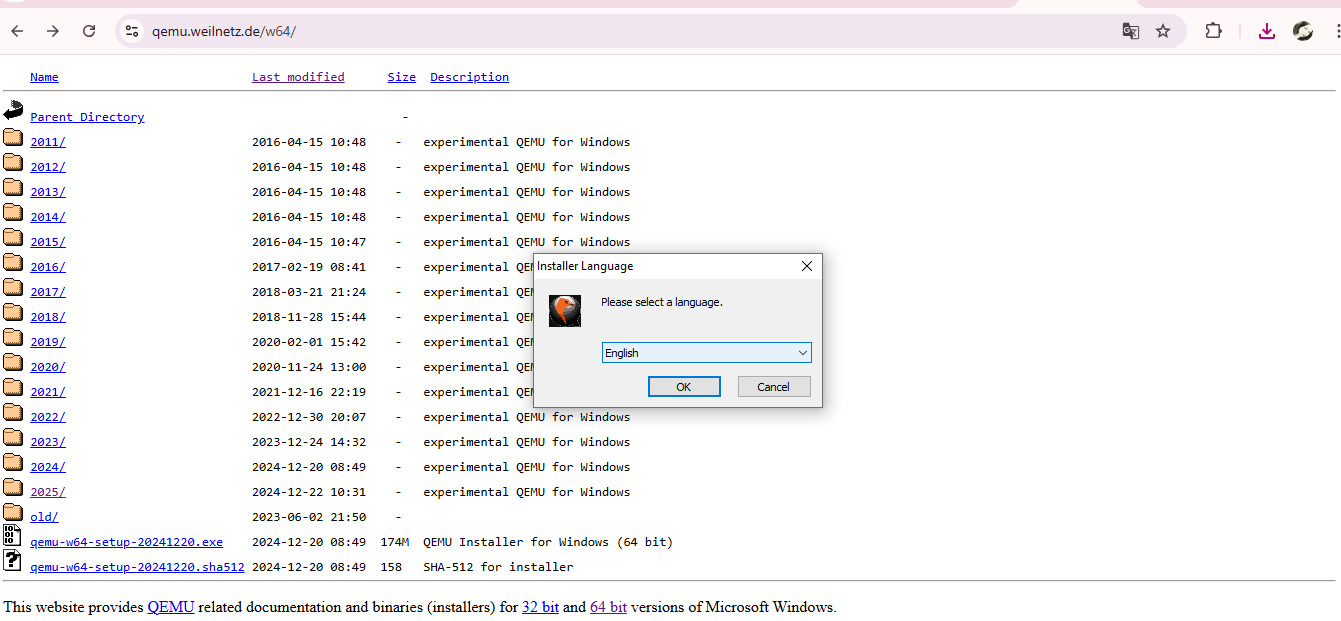 qemu.weilnetz.de/w64/
Name Last modified Size Description
Parent Directory -
2011/ 2016-04-15 10:48 - experimental QEMU for Windows
2012/ 2016-04-15 10:48 - experimental QEMU for Windows
2013/ 2016-04-15 10:48 - experimental QEMU for Windows
2014/ 2016-04-15 10:48 - experimental QEMU for Windows
2015/ 2016-04-15 10:47 - experimental QEMU for Windows
2016/ 2017-02-19 08:41 - experimental
2017/ 2018-03-21 21:24 - experimental
2018/ 2018-11-28 15:44 - experimental
2019/ 2020-02-01 15:42 - experimental
2020/ 2020-11-24 13:00 - experimental
2021/ 2021-12-16 22:19 - experimental
2022/ 2022-12-30 20:07 - experimental QEMU for Windows
2023/ 2023-12-24 14:32 - experimental QEMU for Windows
2024/ 2024-12-20 08:49 - experimental QEMU for Windows
2025/ 2024-12-22 10:31 - experimental QEMU for Windows
old/ 2023-06-02 21:50 -
qemu-w64-setup-20241220.exe 2024-12-20 08:49 174M QEMU Installer for Windows (64 bit)
qemu-w64-setup-20241220.sha512 2024-12-20 08:49 158 SHA-512 for installer
This website provides QEMU related documentation and binaries (installers) for 32 bit and 64 bit versions of Microsoft Windows.
Installer Language
Please select a language.
English
OK Cancel